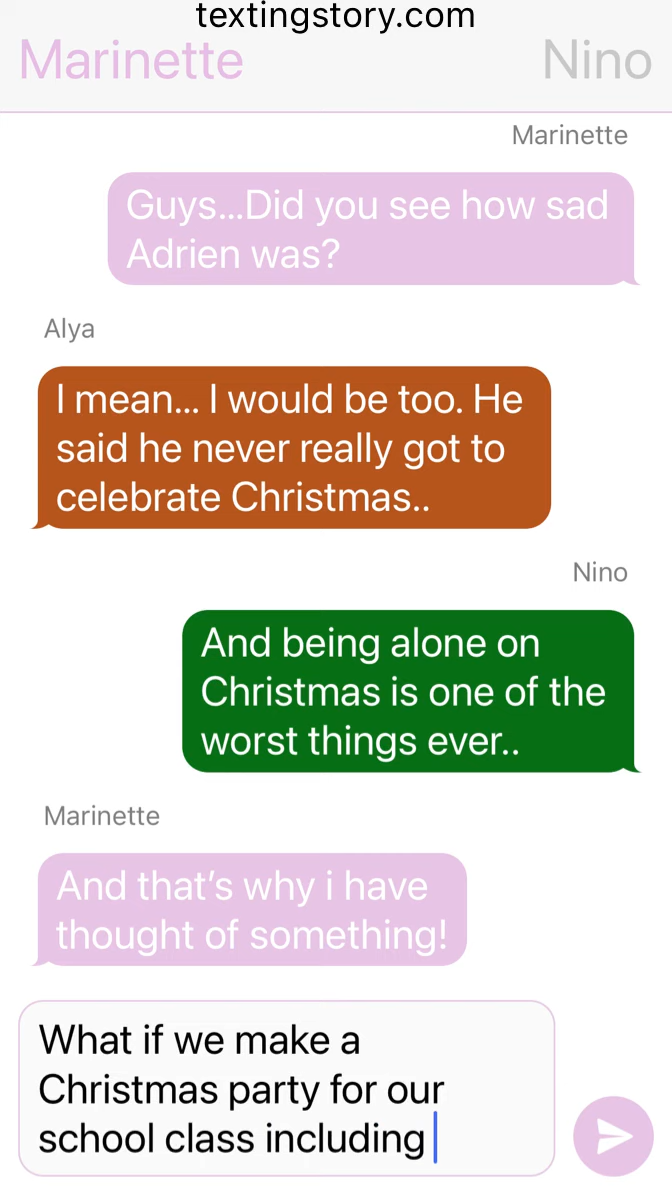 textingstory.com
Marinette Nino
Marinette
Guys...Did you see how sad
Adrien was?
Alya
I mean... I would be too. He
said he never really got to
celebrate Christmas..
Nino
And being alone on
Christmas is one of the
worst things ever..
Marinette
And that’s why i have
thought of something!
What if we make a
Christmas party for our
school class including